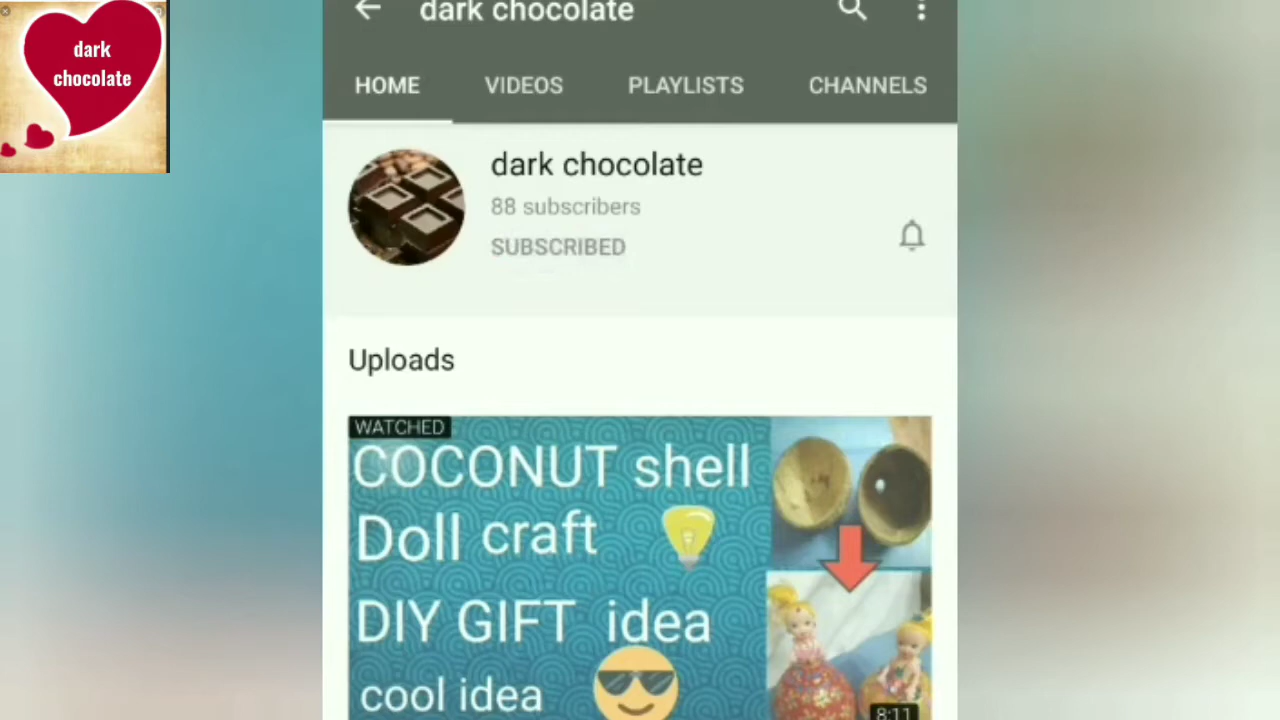 dark
chocolate
dark chocolate
HOME VIDEOS PLAYLISTS CHANNELS
dark chocolate
88 subscribers
SUBSCRIBED
Uploads
WATCHED
COCONUT shell
Doll craft
DIY GIFT idea
cool idea
8:11